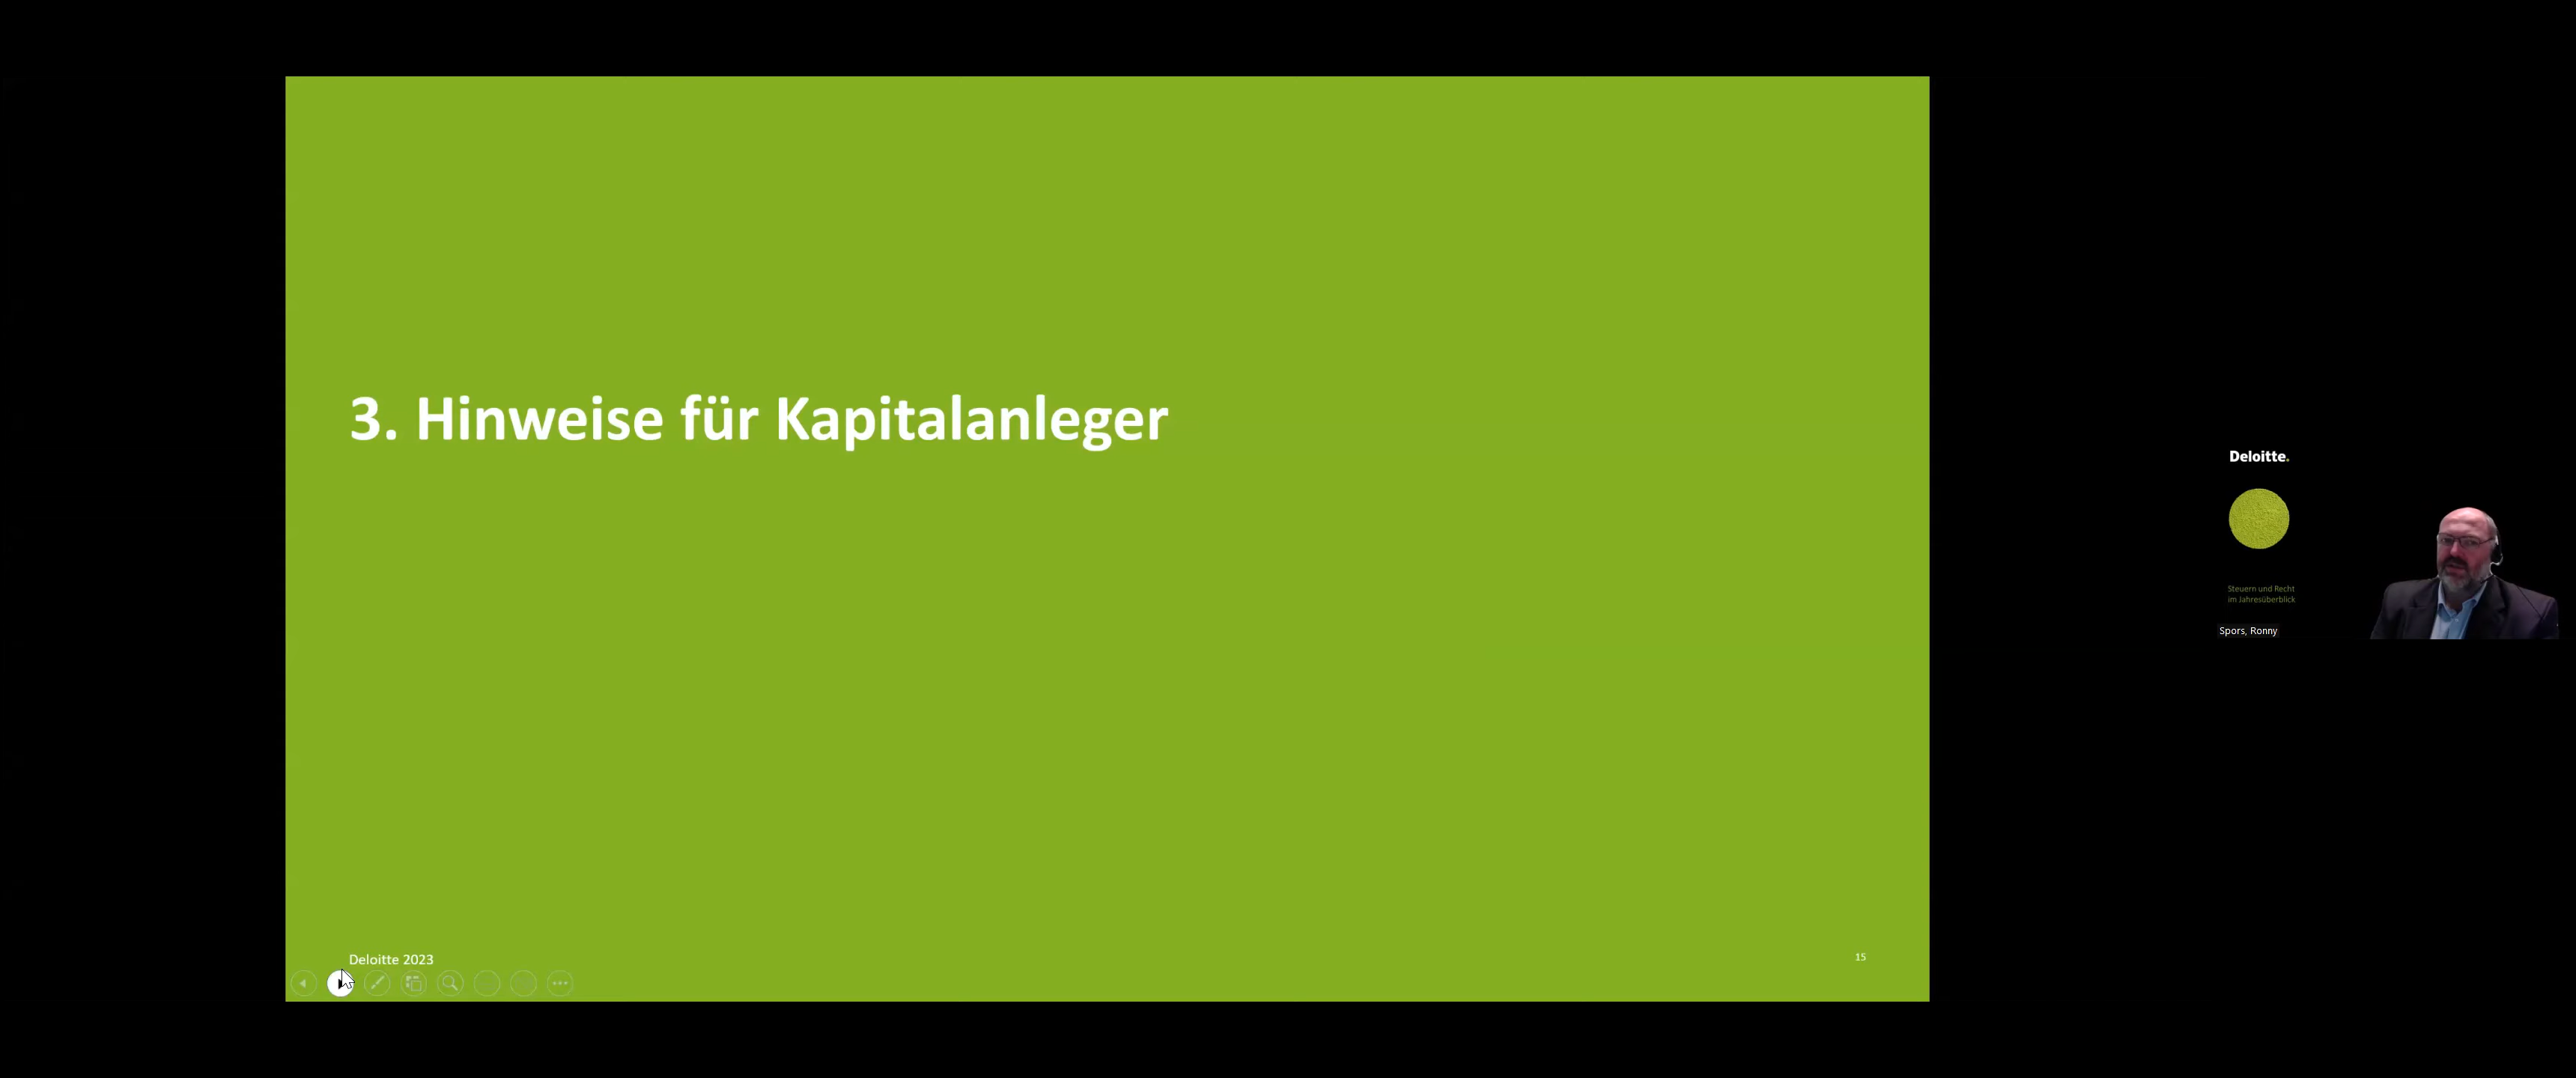 3. Hinweise für Kapitalanleger
Deloitte 2023
15
Deloitte.
Steuern und Recht
im Jahresüberblick
Spors, Ronny